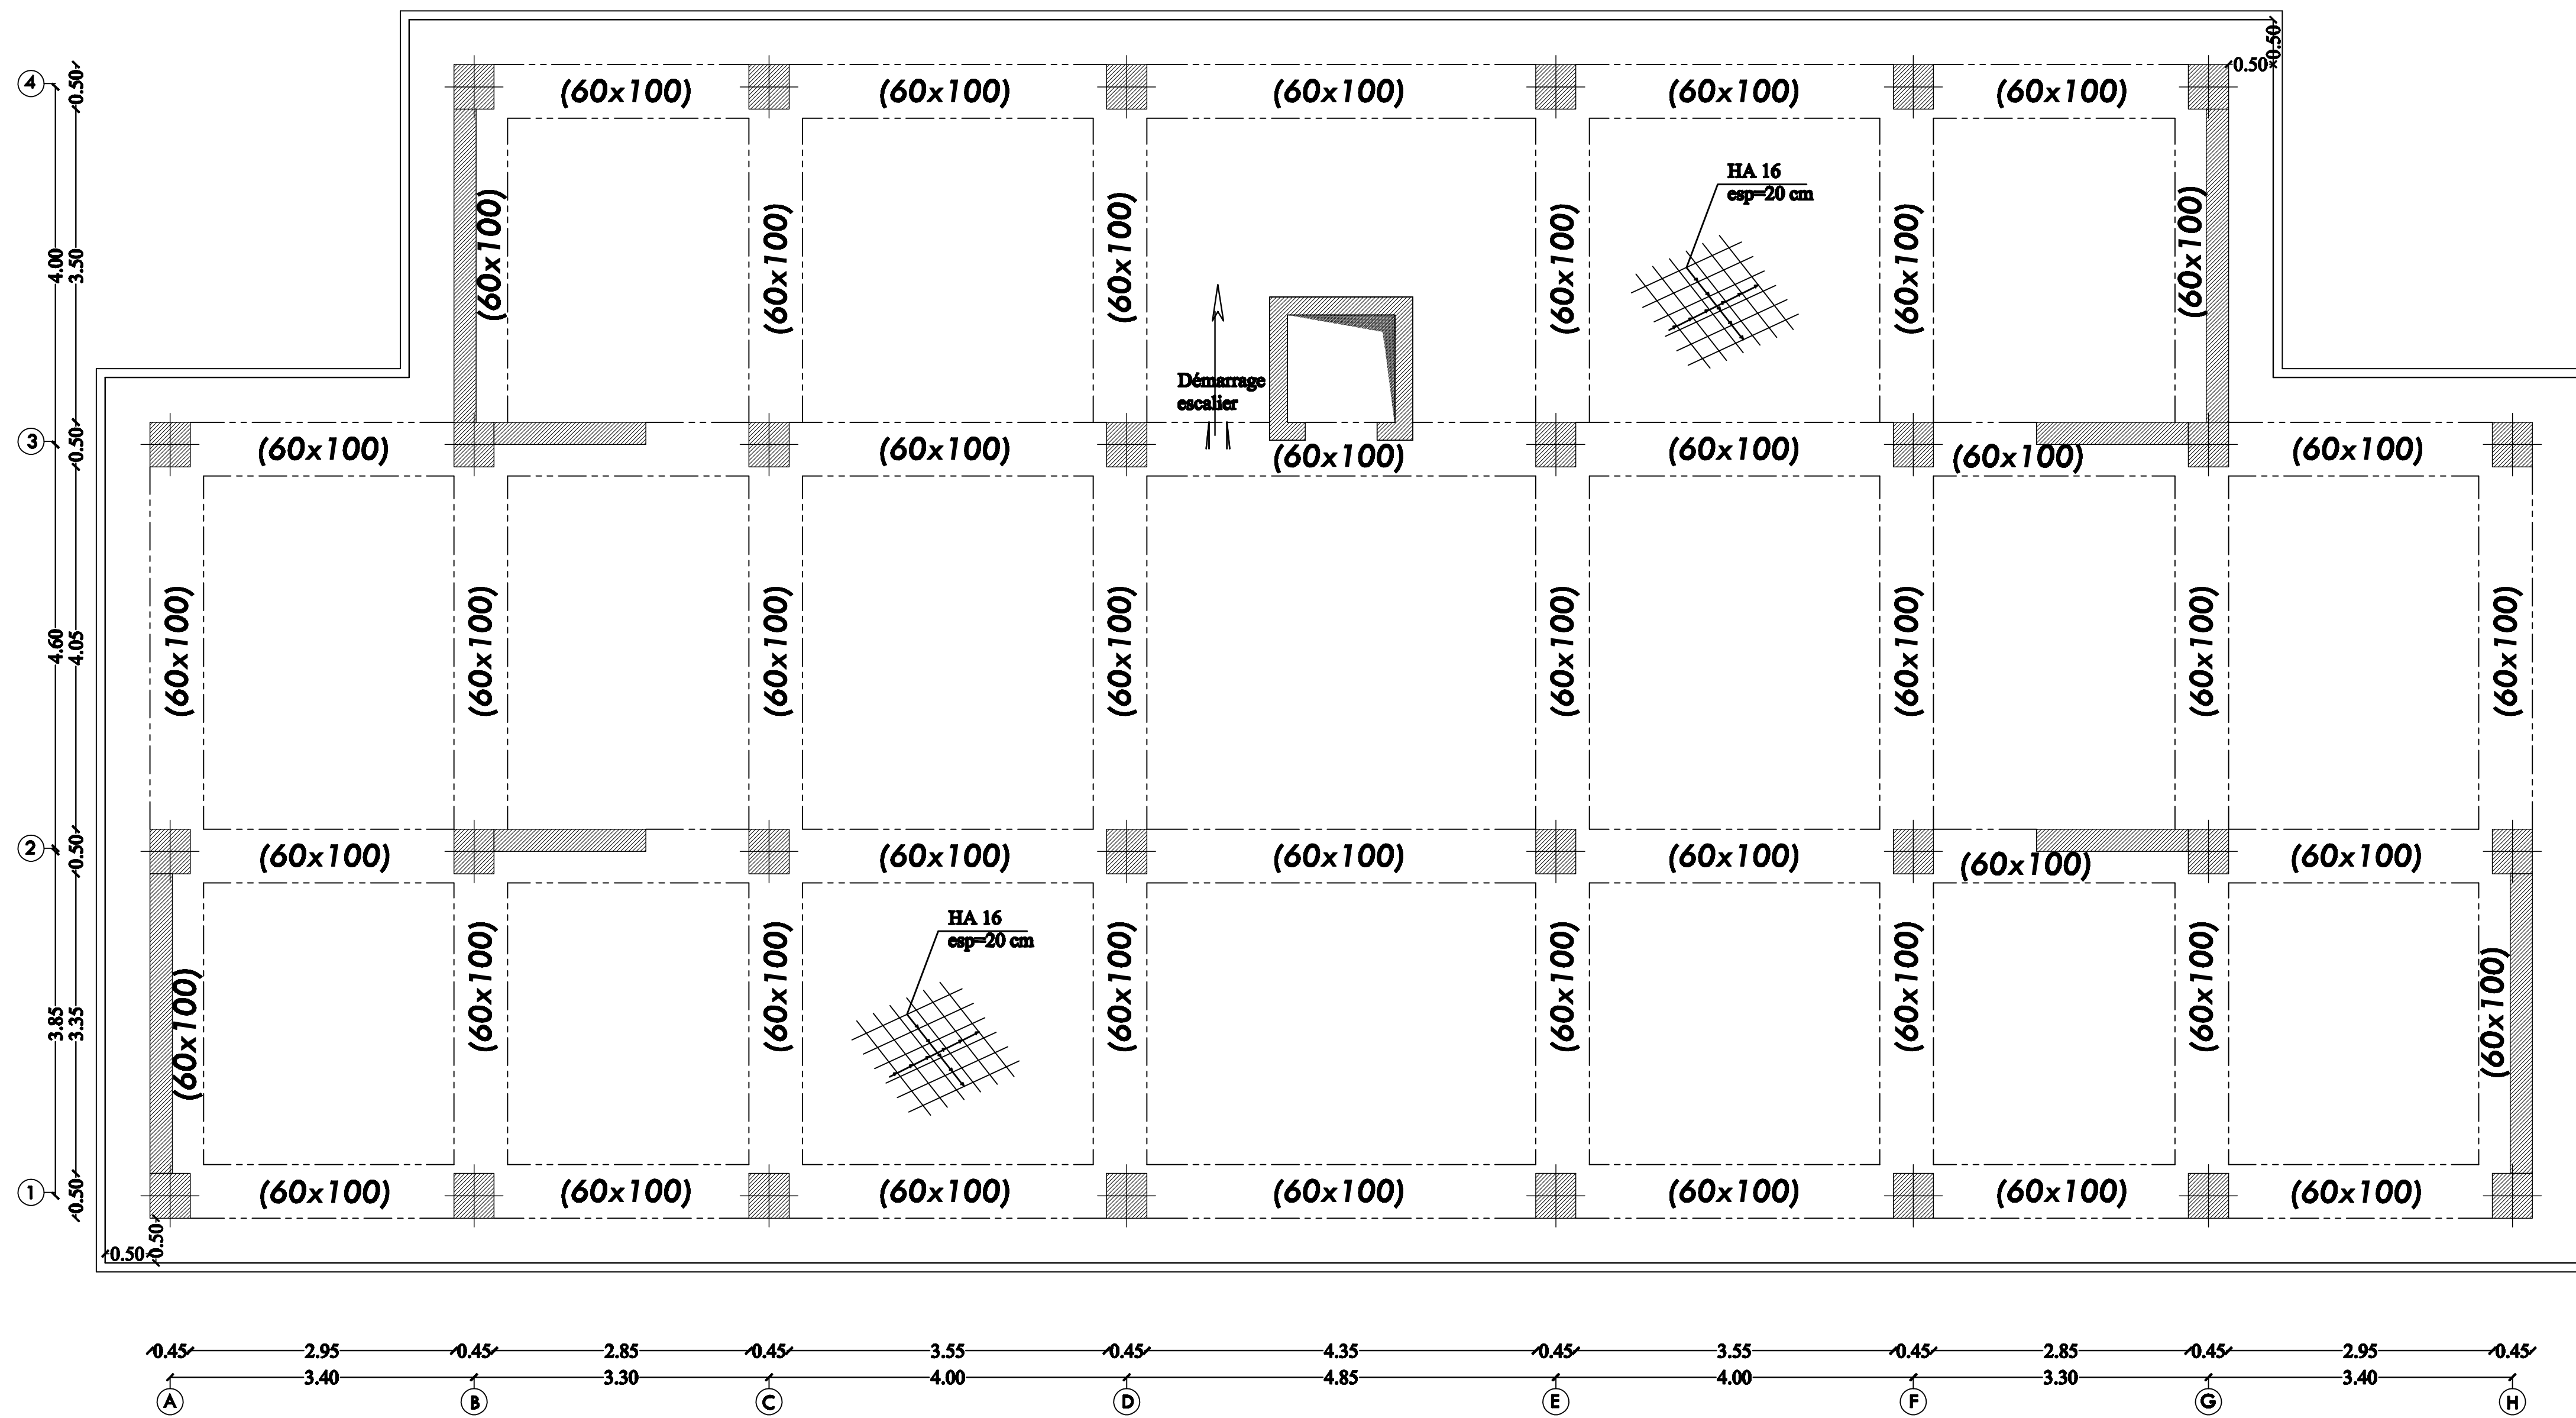 0.50
4
0.50
(60x100) (60x100) (60x100) (60x100) (60x100)
0.50
0.50
HA 16
esp=20 cm
(60x100) (60x100) (60x100) (60x100) (60x100) (60x100)
4.00
3.50
Démarrage
escalier
3
0.50
(60x100) (60x100) (60x100) (60x100) (60x100) (60x100)
(60x100) (60x100) (60x100) (60x100) (60x100) (60x100) (60x100) (60x100)
4.60
4.05
2
0.50
(60x100) (60x100) (60x100) (60x100) (60x100) (60x100)
HA 16
esp=20 cm
(60x100) (60x100) (60x100) (60x100) (60x100) (60x100) (60x100) (60x100)
3.85
3.35
1
0.50
(60x100) (60x100) (60x100) (60x100) (60x100) (60x100) (60x100)
0.50
0.50
0.45 2.95 0.45 2.85 0.45 3.55 0.45 4.35 0.45 3.55 0.45 2.85 0.45 2.95 0.45
3.40 3.30 4.00 4.85 4.00 3.30 3.40
A B C D E F G H